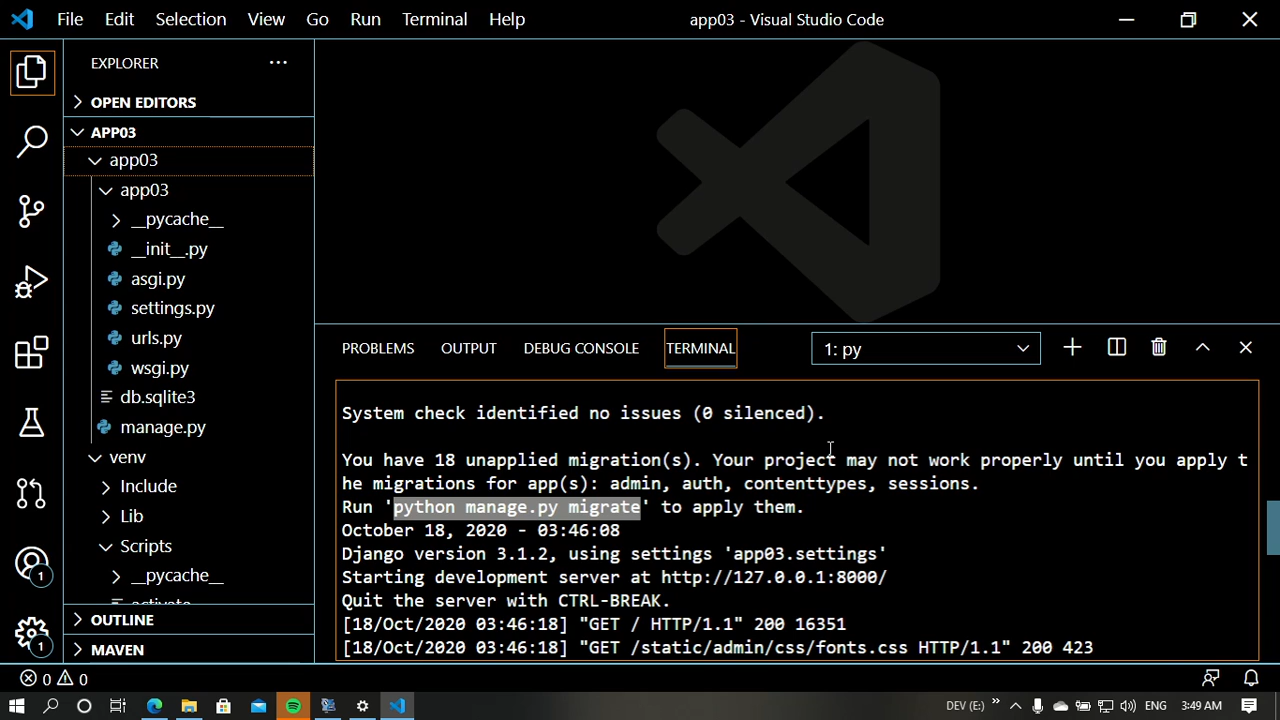 File Edit Selection View Go Run Terminal Help app03 - Visual Studio Code
EXPLORER
OPEN EDITORS
APP03
app03
app03
__pycache__
__init__.py
asgi.py
settings.py
urls.py
wsgi.py
db.sqlite3
manage.py
venv
Include
Lib
Scripts
__pycache__
activate
OUTLINE
MAVEN
PROBLEMS OUTPUT DEBUG CONSOLE TERMINAL 1: py
System check identified no issues (0 silenced).
You have 18 unapplied migration(s). Your project may not work properly until you apply t
he migrations for app(s): admin, auth, contenttypes, sessions.
Run 'python manage.py migrate' to apply them.
October 18, 2020 - 03:46:08
Django version 3.1.2, using settings 'app03.settings'
Starting development server at http://127.0.0.1:8000/
Quit the server with CTRL-BREAK.
[18/Oct/2020 03:46:18] "GET / HTTP/1.1" 200 16351
[18/Oct/2020 03:46:18] "GET /static/admin/css/fonts.css HTTP/1.1" 200 423
1
1
0 0
DEV (E:) » ENG 3:49 AM